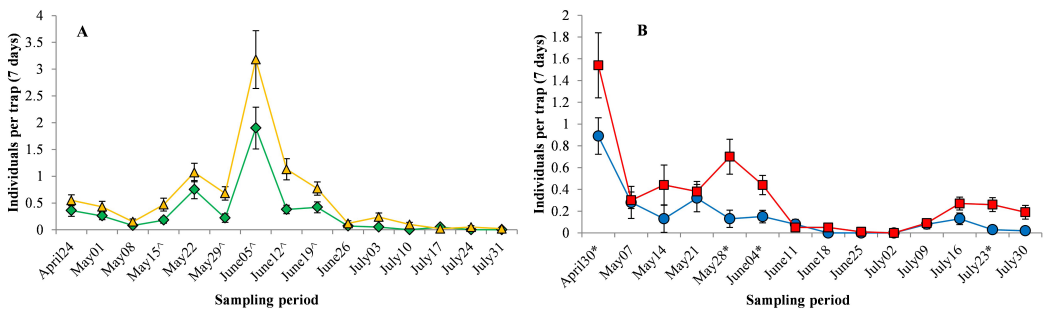 A
Individuals per trap (7 days)
4
3.5
3
2.5
2
1.5
1
0.5
0
April24
May01
May08
May15^
May22
May29^
June05^
June12^
June19^
June26
July03
July10
July17
July24
July31
Sampling period
B
Individuals per trap (7 days)
2
1.8
1.6
1.4
1.2
1
0.8
0.6
0.4
0.2
0
April30*
May07
May14
May21
May28*
June04*
June11
June18
June25
July02
July09
July16
July23*
July30
Sampling period